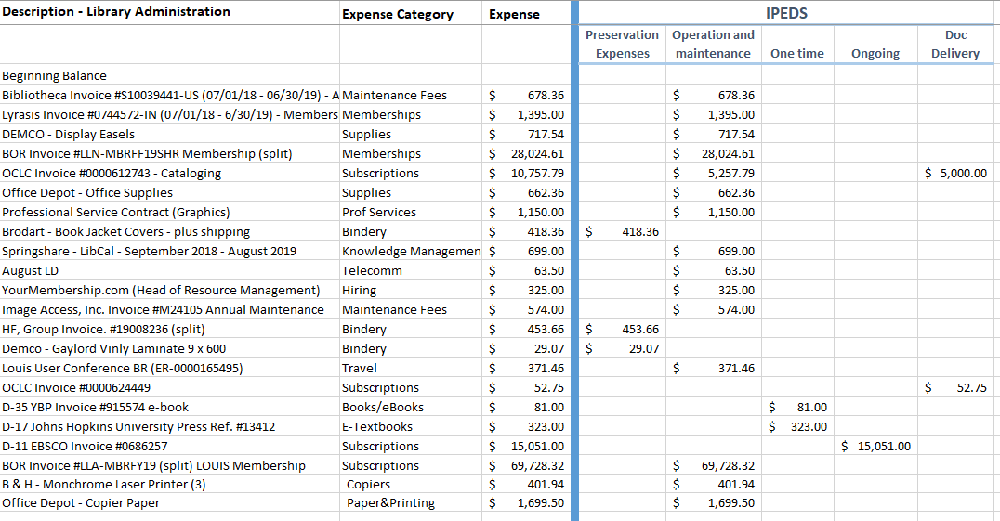 Description - Library Administration Expense Category Expense IPEDS
Preservation Expenses Operation and maintenance One time Ongoing Doc Delivery
Beginning Balance
Bibliotheca Invoice #S10039441-US (07/01/18 - 06/30/19) - A Maintenance Fees $ 678.36 $ 678.36
Lyrasis Invoice #0744572-IN (07/01/18 - 6/30/19) - Members Memberships $ 1,395.00 $ 1,395.00
DEMCO - Display Easels Supplies $ 717.54 $ 717.54
BOR Invoice #LLN-MBRFF19SHR Membership (split) Memberships $ 28,024.61 $ 28,024.61
OCLC Invoice #0000612743 - Cataloging Subscriptions $ 10,757.79 $ 5,257.79 $ 5,000.00
Office Depot - Office Supplies Supplies $ 662.36 $ 662.36
Professional Service Contract (Graphics) Prof Services $ 1,150.00 $ 1,150.00
Brodart - Book Jacket Covers - plus shipping Bindery $ 418.36 $ 418.36
Springshare - LibCal - September 2018 - August 2019 Knowledge Managemen $ 699.00 $ 699.00
August LD Telecomm $ 63.50 $ 63.50
YourMembership.com (Head of Resource Management) Hiring $ 325.00 $ 325.00
Image Access, Inc. Invoice #M24105 Annual Maintenance Maintenance Fees $ 574.00 $ 574.00
HF, Group Invoice. #19008236 (split) Bindery $ 453.66 $ 453.66
Demco - Gaylord Vinly Laminate 9 x 600 Bindery $ 29.07 $ 29.07
Louis User Conference BR (ER-0000165495) Travel $ 371.46 $ 371.46
OCLC Invoice #0000624449 Subscriptions $ 52.75 $ 52.75
D-35 YBP Invoice #915574 e-book Books/eBooks $ 81.00 $ 81.00
D-17 Johns Hopkins University Press Ref. #13412 E-Textbooks $ 323.00 $ 323.00
D-11 EBSCO Invoice #0686257 Subscriptions $ 15,051.00 $ 15,051.00
BOR Invoice #LLA-MBRFY19 (split) LOUIS Membership Subscriptions $ 69,728.32 $ 69,728.32
B & H - Monchrome Laser Printer (3) Copiers $ 401.94 $ 401.94
Office Depot - Copier Paper Paper&Printing $ 1,699.50 $ 1,699.50